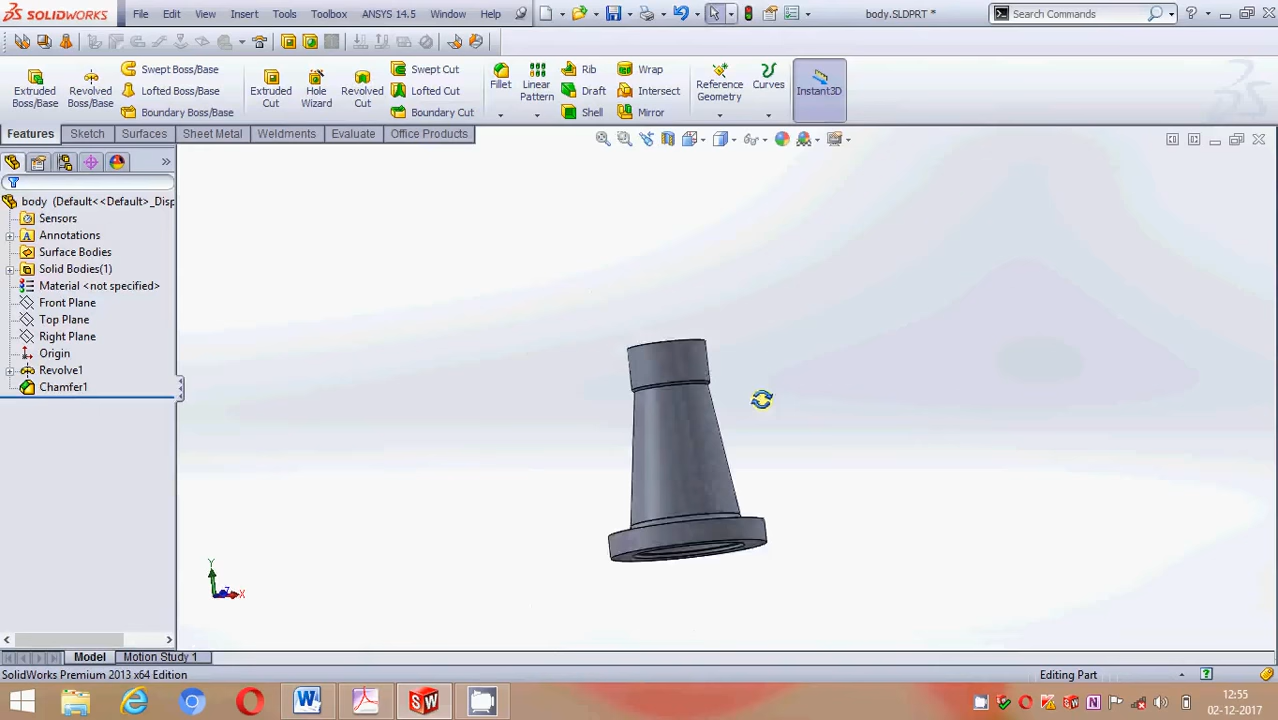 SOLIDWORKS File Edit View Insert Tools Toolbox ANSYS 14.5 Window Help body.SLDPRT * Search Commands
Extruded Boss/Base
Revolved Boss/Base
Swept Boss/Base
Lofted Boss/Base
Boundary Boss/Base
Extruded Cut
Hole Wizard
Revolved Cut
Swept Cut
Lofted Cut
Boundary Cut
Fillet
Linear Pattern
Rib
Draft
Shell
Wrap
Intersect
Mirror
Reference Geometry
Curves
Instant3D
Features Sketch Surfaces Sheet Metal Weldments Evaluate Office Products
body (Default<<Default>_Disp
Sensors
Annotations
Surface Bodies
Solid Bodies(1)
Material <not specified>
Front Plane
Top Plane
Right Plane
Origin
Revolve1
Chamfer1
Y
Z
X
Model Motion Study 1
SolidWorks Premium 2013 x64 Edition Editing Part
12:55
02-12-2017